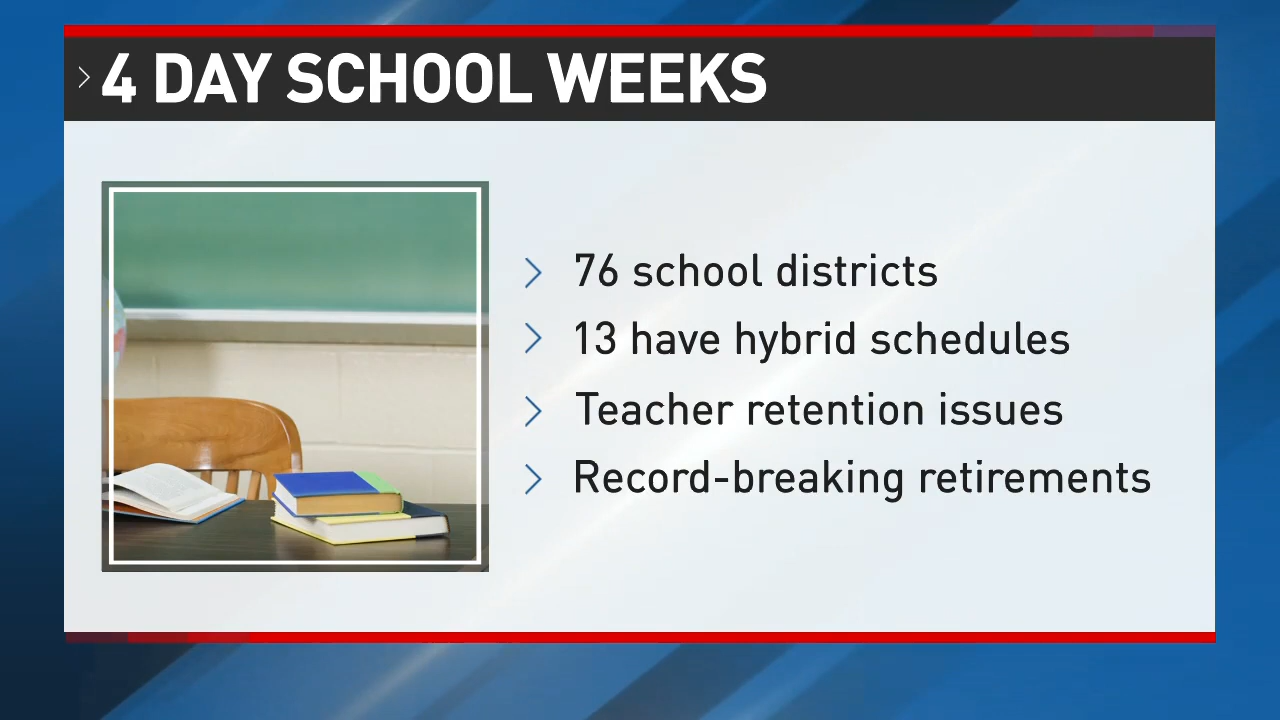 4 DAY SCHOOL WEEKS
76 school districts
13 have hybrid schedules
Teacher retention issues
Record-breaking retirements